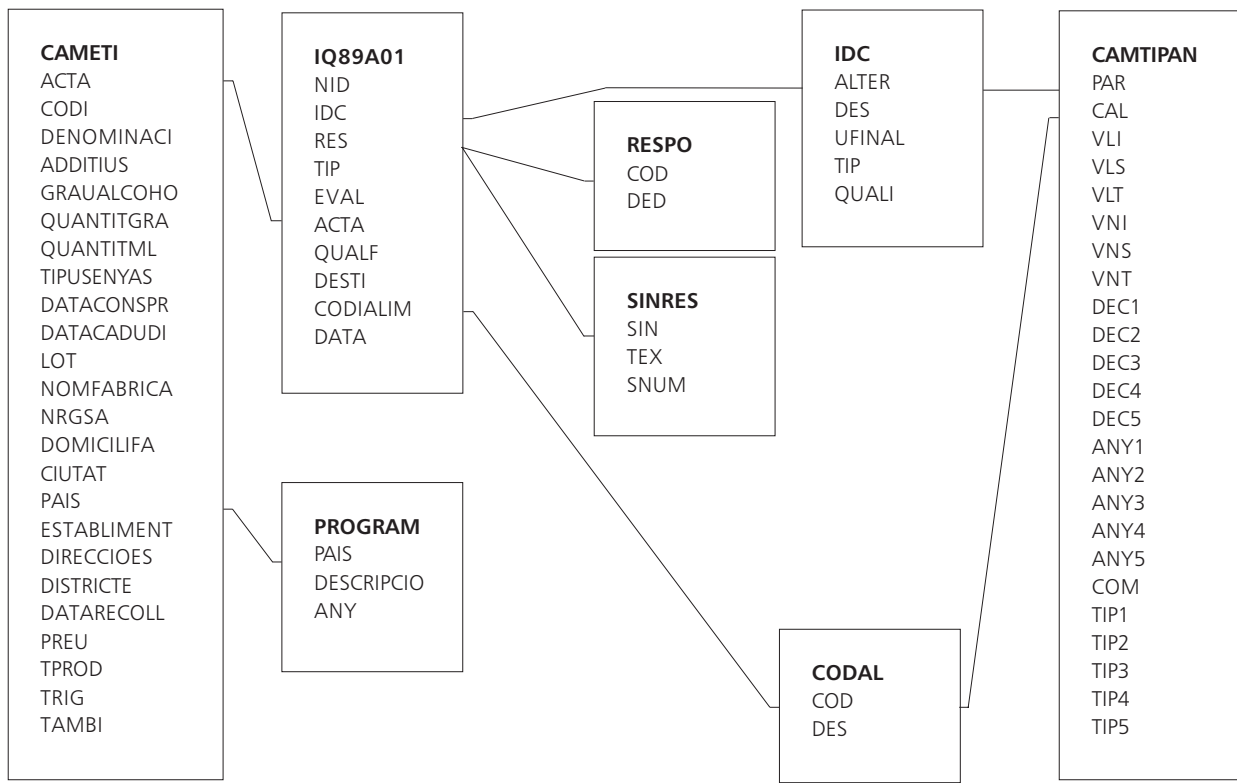 CAMETI
ACTA
CODI
DENOMINACI
ADDITIUS
GRAUALCOHO
QUANTITGRA
QUANTITML
TIPUSENYAS
DATACONSPR
DATACADUDI
LOT
NOMFABRICA
NRGSA
DOMICILIFA
CIUTAT
PAIS
ESTABLIMENT
DIRECCIOES
DISTRICTE
DATARECOLL
PREU
TPROD
TRIG
TAMBI
IQ89A01
NID
IDC
RES
TIP
EVAL
ACTA
QUALF
DESTI
CODIALIM
DATA
PROGRAM
PAIS
DESCRIPCIO
ANY
RESPO
COD
DED
SINRES
SIN
TEX
SNUM
IDC
ALTER
DES
UFINAL
TIP
QUALI
CODAL
COD
DES
CAMTIPAN
PAR
CAL
VLI
VLS
VLT
VNI
VNS
VNT
DEC1
DEC2
DEC3
DEC4
DEC5
ANY1
ANY2
ANY3
ANY4
ANY5
COM
TIP1
TIP2
TIP3
TIP4
TIP5